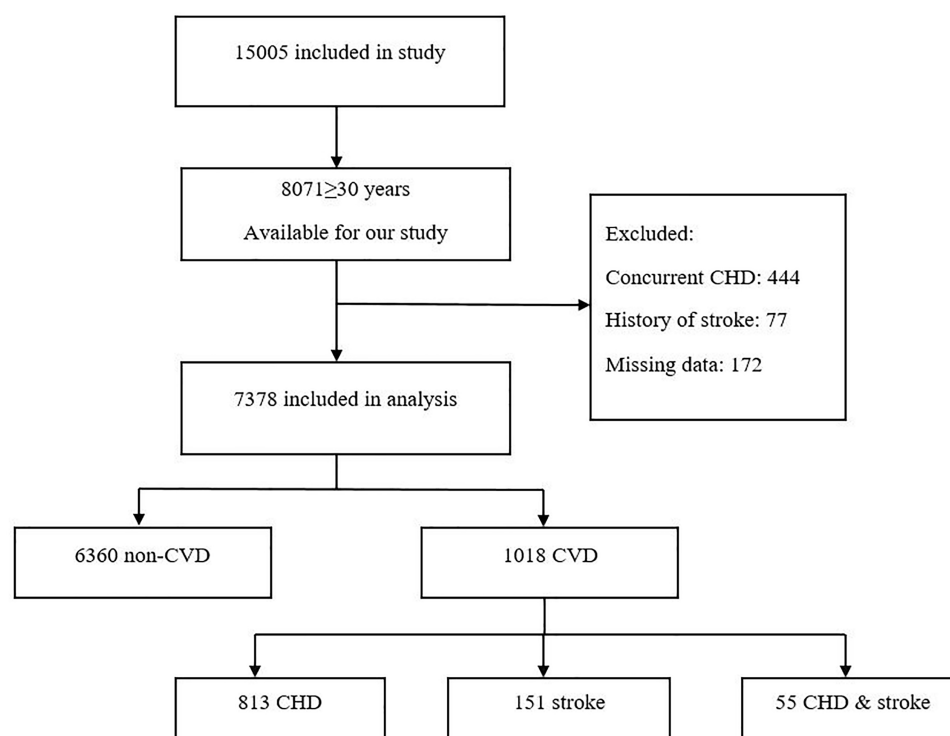 15005 included in study
8071≥30 years
Available for our study
Excluded:
Concurrent CHD: 444
History of stroke: 77
Missing data: 172
7378 included in analysis
6360 non-CVD
1018 CVD
813 CHD
151 stroke
55 CHD & stroke